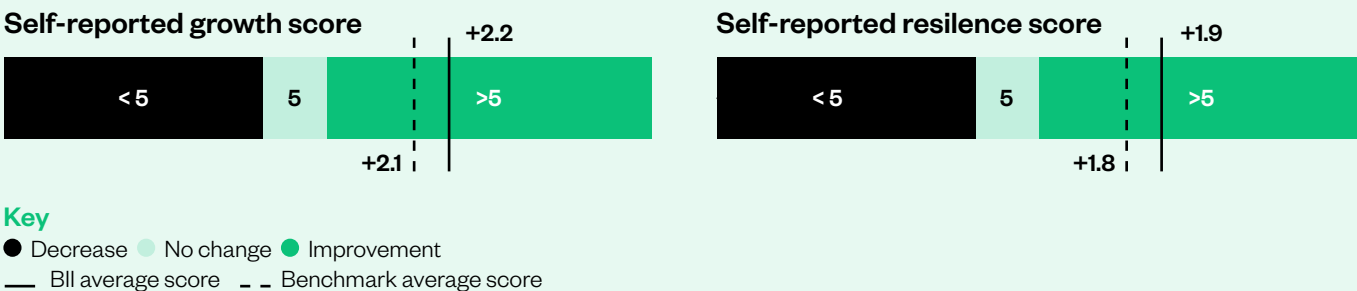 Self-reported growth score
+2.2
< 5
5
>5
+2.1
Self-reported resilence score
+1.9
< 5
5
>5
+1.8
Key
Decrease No change Improvement
BII average score Benchmark average score